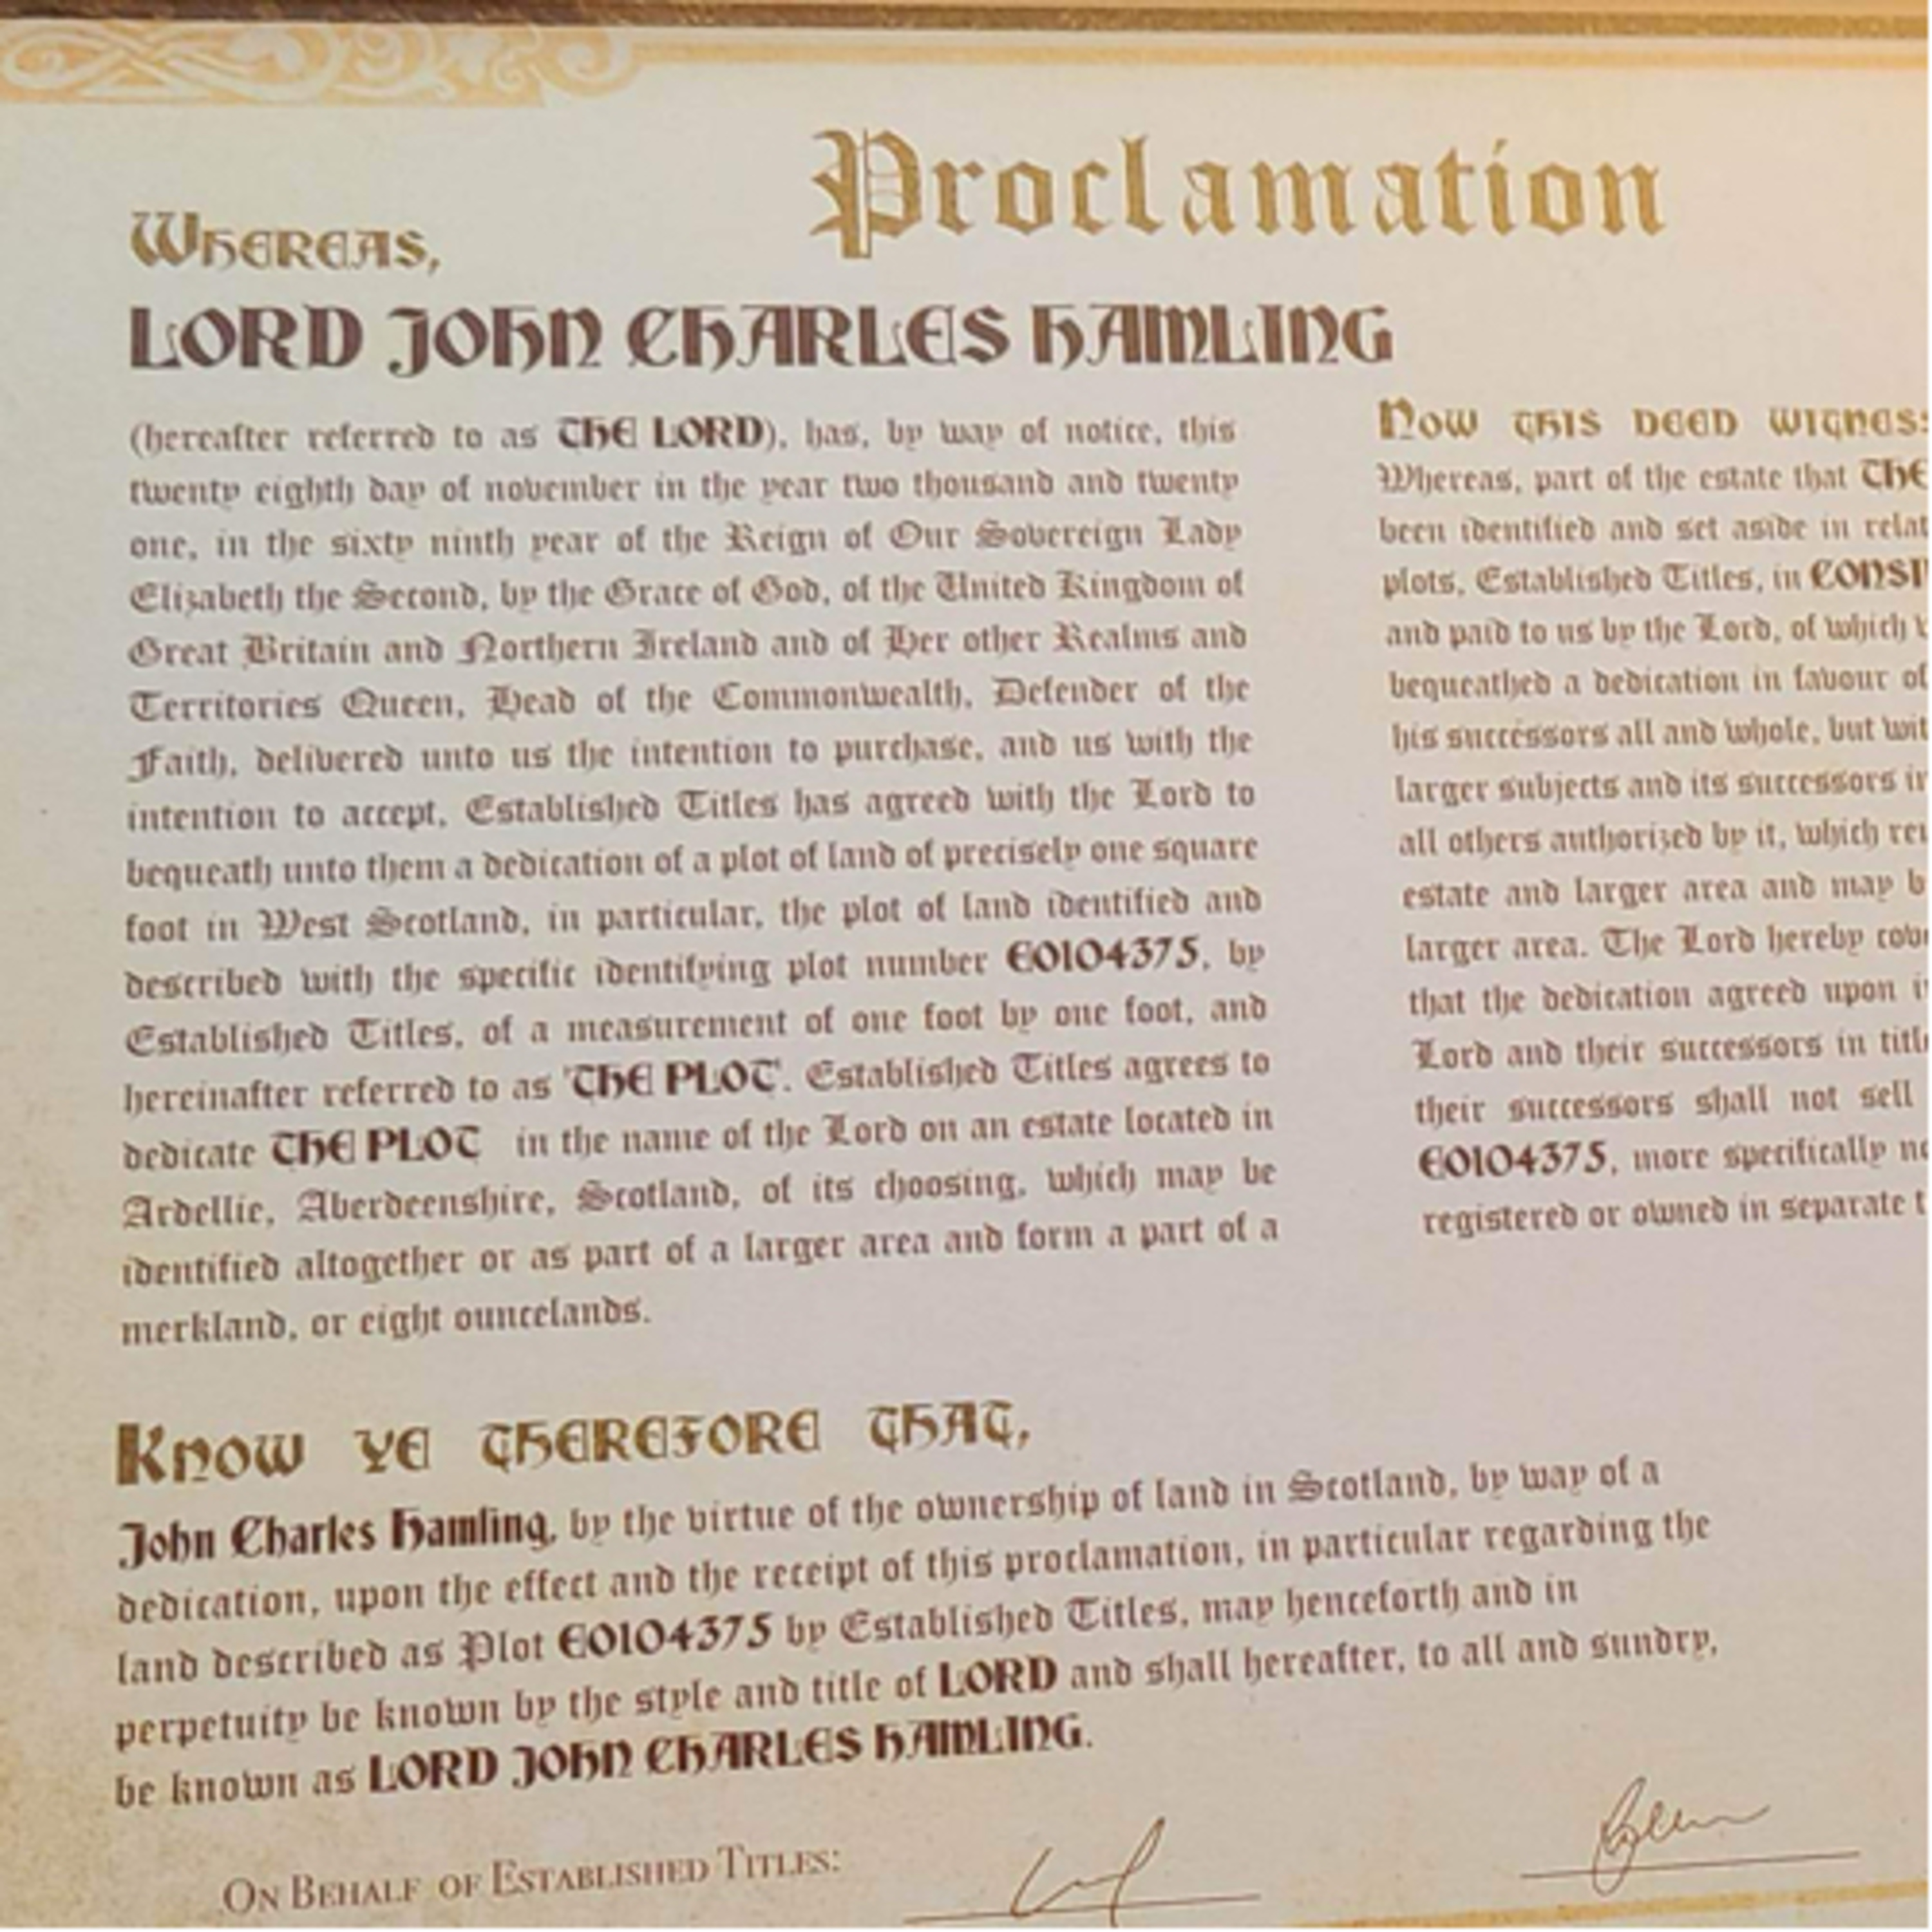 Proclamation
WHEREAS,
LORD JOHN CHARLES HAMLING
(hereafter referred to as THE LORD), has, by way of notice, this
twenty eighth day of november in the year two thousand and twenty
one, in the sixty ninth year of the Reign of Our Sovereign Lady
Elizabeth the Second, by the Grace of God, of the United Kingdom of
Great Britain and Northern Ireland and of Her other Realms and
Territories Queen, Head of the Commonwealth, Defender of the
Faith, delivered unto us the intention to purchase, and us with the
intention to accept, Established Titles has agreed with the Lord to
bequeath unto them a dedication of a plot of land of precisely one square
foot in West Scotland, in particular, the plot of land identified and
described with the specific identifying plot number E0104375, by
Established Titles, of a measurement of one foot by one foot, and
hereinafter referred to as 'THE PLOT'. Established Titles agrees to
dedicate THE PLOT in the name of the Lord on an estate located in
Ardellie, Aberdeenshire, Scotland, of its choosing, which may be
identified altogether or as part of a larger area and form a part of a
merkland, or eight ouncelands.
NOW THIS DEED WITNES:
Whereas, part of the estate that THE
been identified and set aside in relat
plots, Established Titles, in CONSI
and paid to us by the Lord, of which
bequeathed a dedication in favour of
his successors all and whole, but wit
larger subjects and its successors in
all others authorized by it, which
estate and larger area and may b
larger area. The Lord hereby cov
that the dedication agreed upon
Lord and their successors in titl
their successors shall not sell
E0104375, more specifically
registered or owned in separate t
KNOW YE THEREFORE THAT,
John Charles Hamling, by the virtue of the ownership of land in Scotland, by way of a
dedication, upon the effect and the receipt of this proclamation, in particular regarding the
land described as Plot E0104375 by Established Titles, may henceforth and in
perpetuity be known by the style and title of LORD and shall hereafter, to all and sundry,
be known as LORD JOHN CHARLES HAMLING.
ON BEHALF OF ESTABLISHED TITLES: